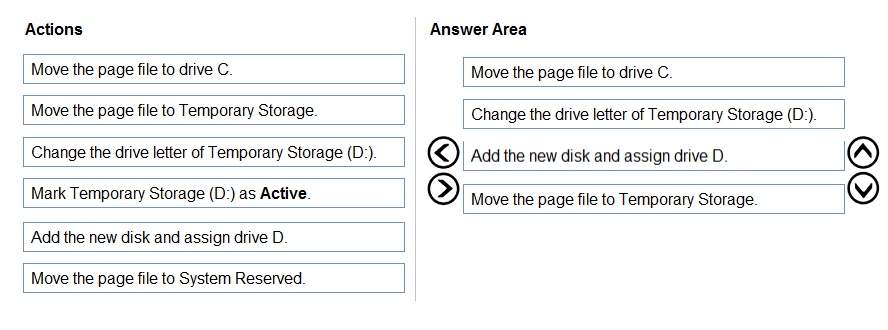 Actions
Move the page file to drive C.
Move the page file to Temporary Storage.
Change the drive letter of Temporary Storage (D:).
Mark Temporary Storage (D:) as Active.
Add the new disk and assign drive D.
Move the page file to System Reserved.
Answer Area
Move the page file to drive C.
Change the drive letter of Temporary Storage (D:).
Add the new disk and assign drive D.
Move the page file to Temporary Storage.